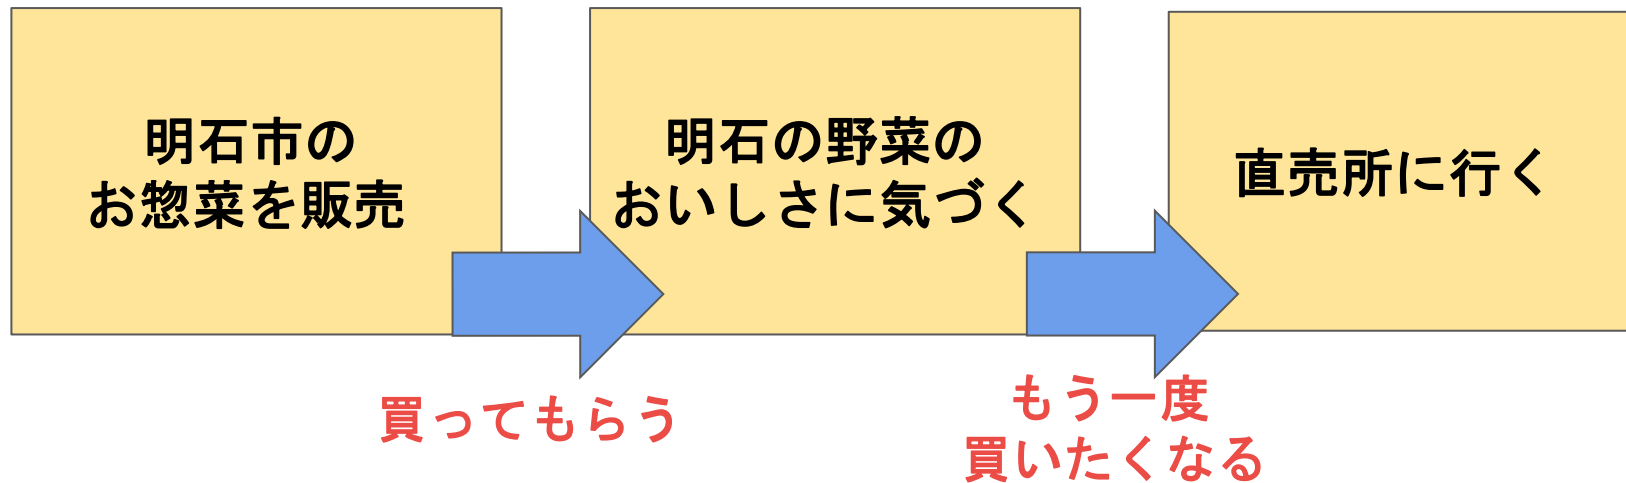 明石市の
お惣菜を販売
明石の野菜の
おいしさに気づく
直売所に行く
買ってもらう
もう一度
買いたくなる